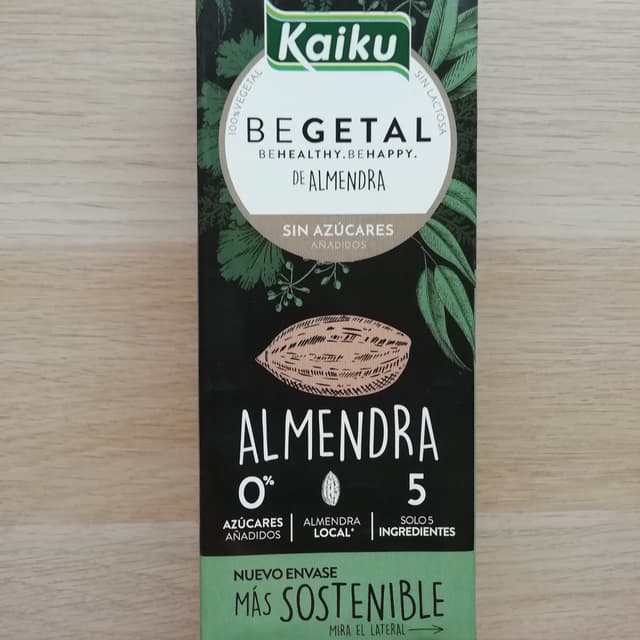 Kaiku
100% VEGETAL
SIN LACTOSA
BEGETAL
BEHEALTHY.BEHAPPY.
DE ALMENDRA
SIN AZÚCARES
AÑADIDOS
ALMENDRA
0%
AZÚCARES
AÑADIDOS
ALMENDRA
LOCAL*
5
SOLO 5
INGREDIENTES
NUEVO ENVASE
MÁS SOSTENIBLE
MIRA EL LATERAL